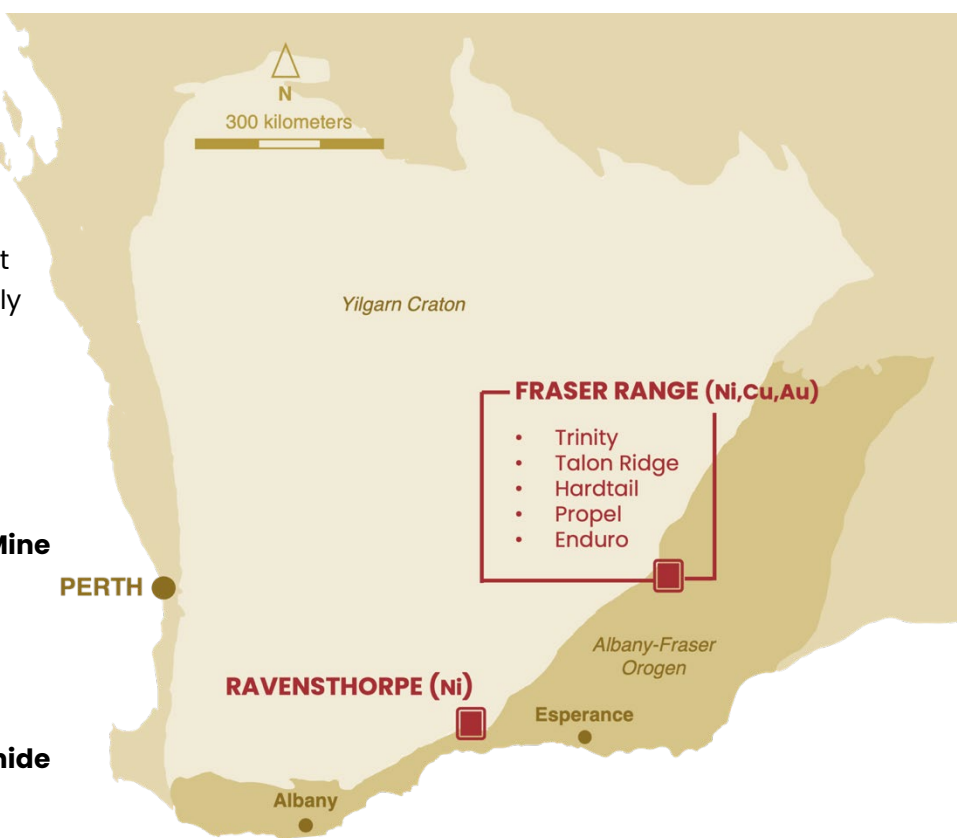 N
300 kilometers
t
ly
Yilgarn Craton
FRASER RANGE (Ni,Cu,Au)
• Trinity
• Talon Ridge
• Hardtail
• Propel
• Enduro
Mine
PERTH
Albany-Fraser
Orogen
RAVENSTHORPE (Ni)
Esperance
hide
Albany